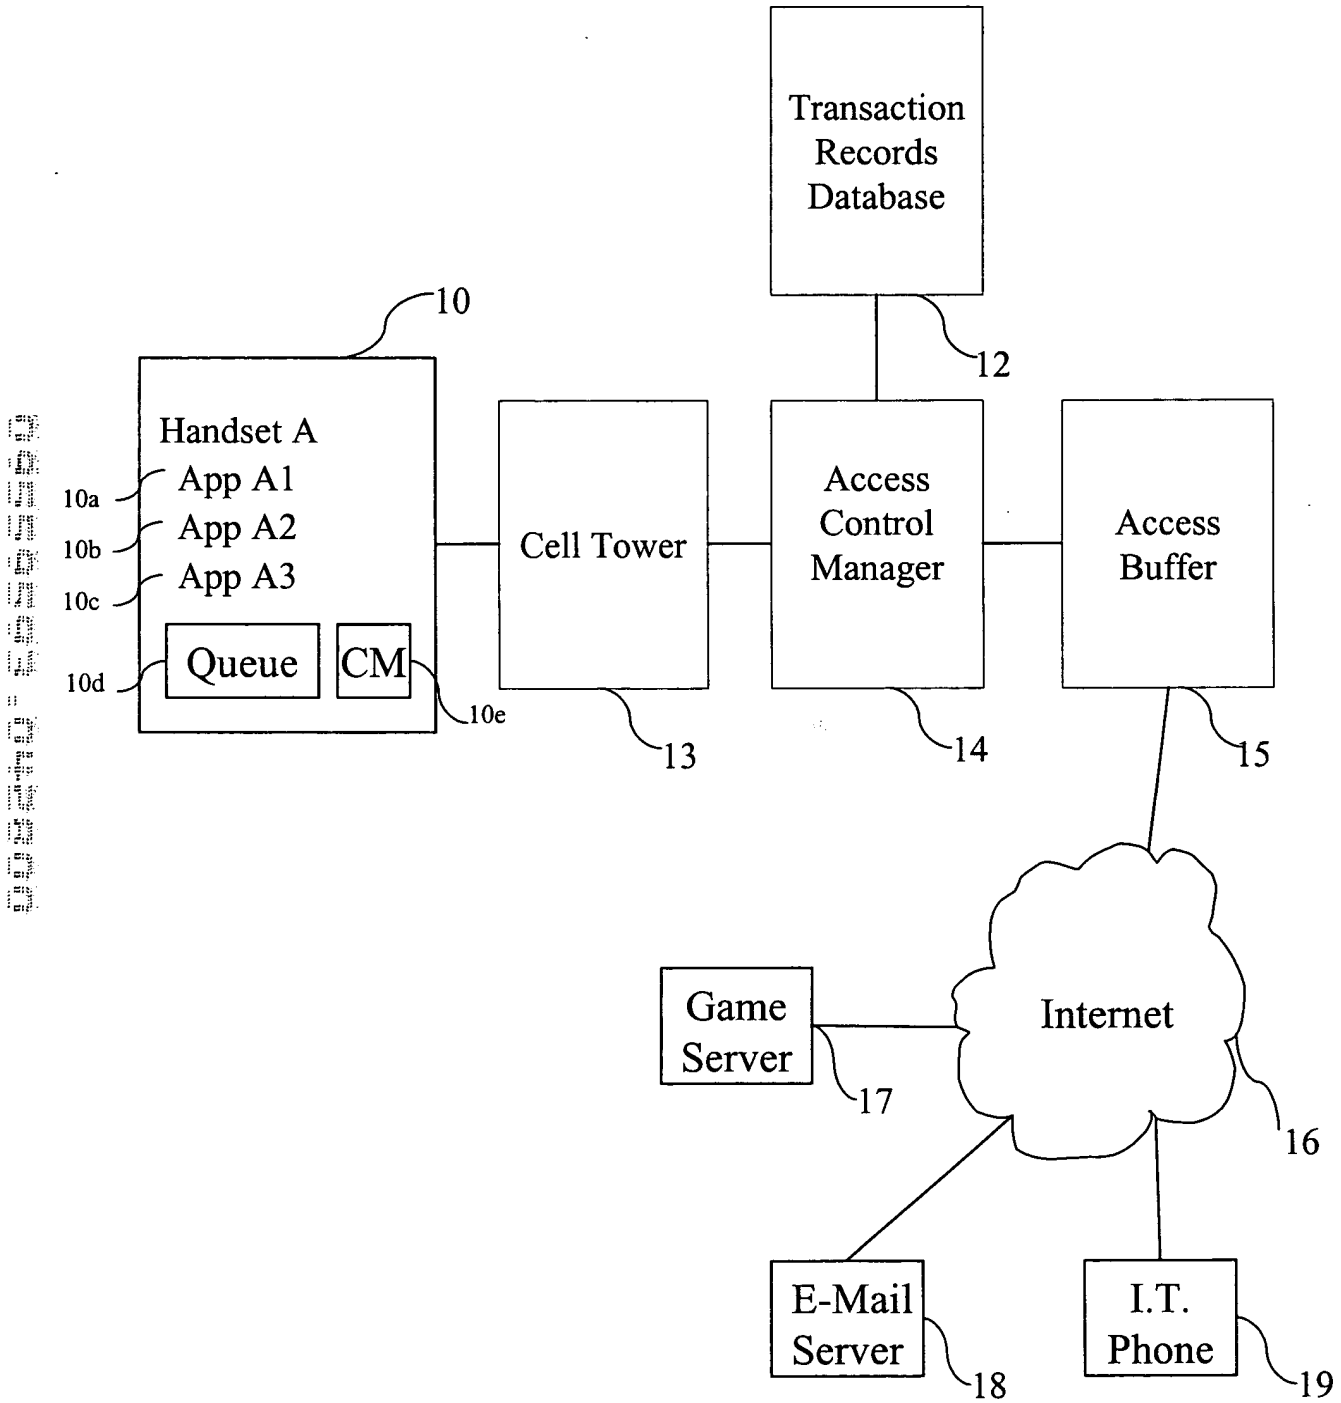 Transaction
Records
Database
10
12
Handset A
App A1
10a
App A2
10b
App A3
10c
Queue
CM
10d
10e
Cell Tower
13
Access
Control
Manager
14
Access
Buffer
15
Internet
16
Game
Server
17
E-Mail
Server
18
I.T.
Phone
19